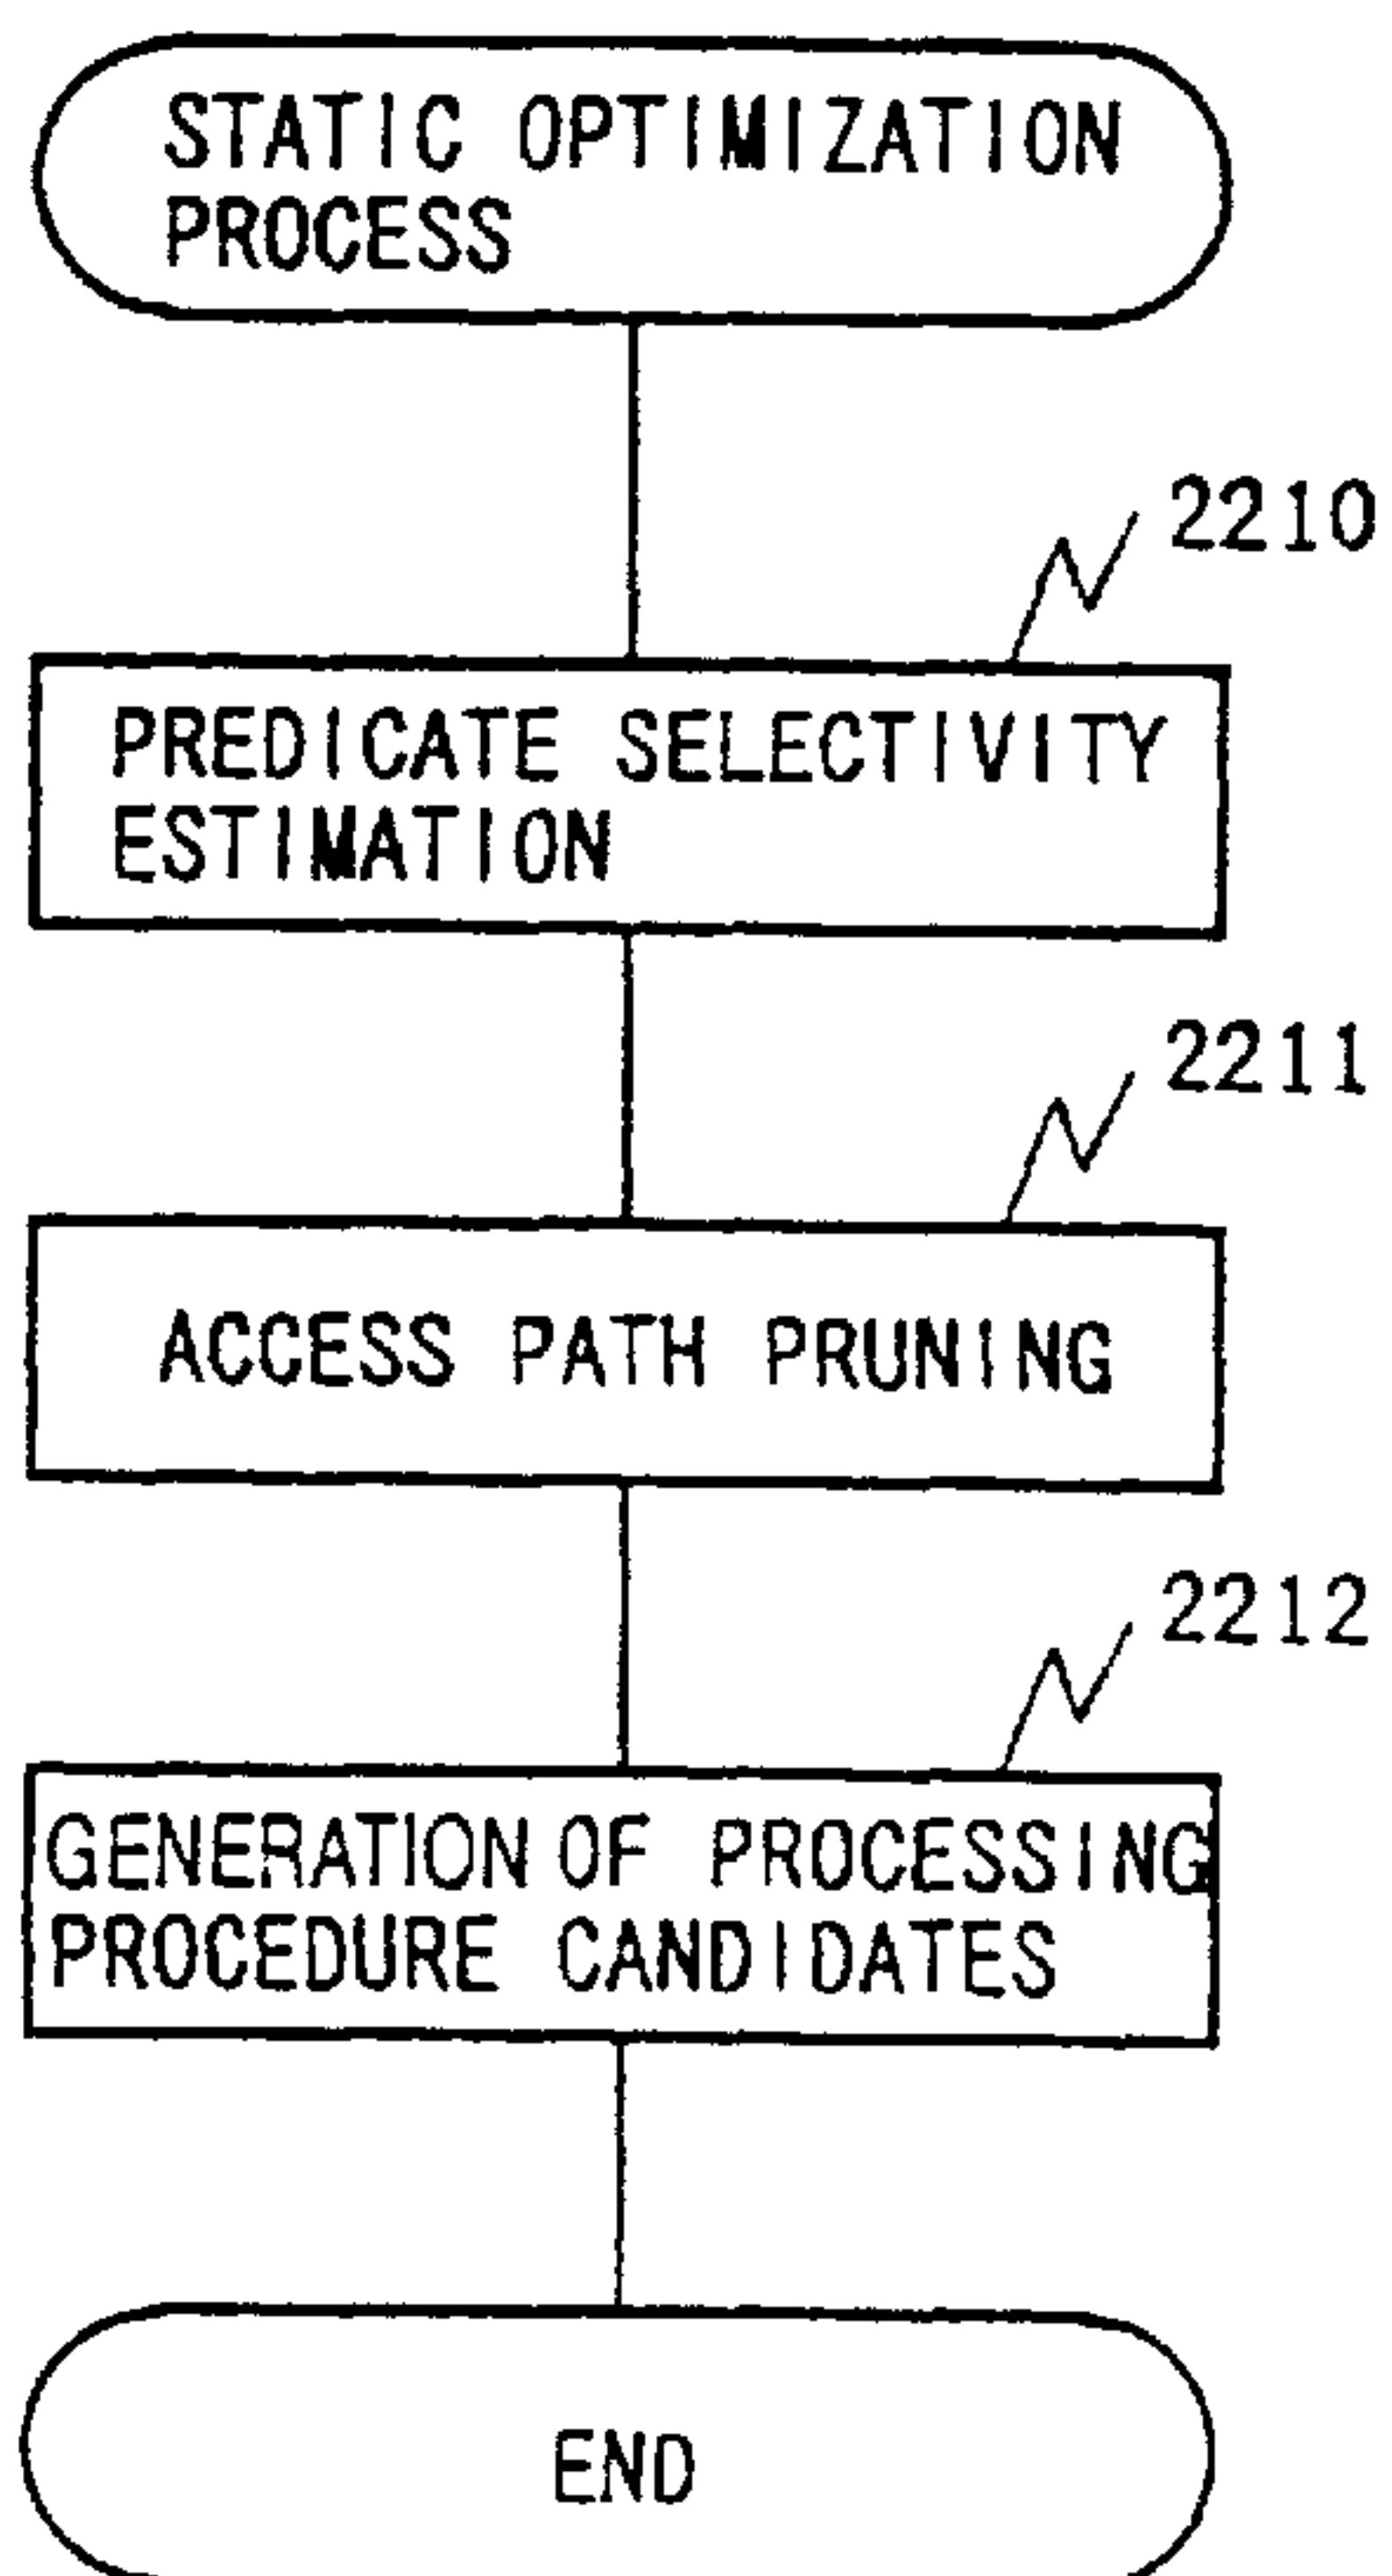 STATIC OPTIMIZATION
PROCESS
2210
PREDICATE SELECTIVITY
ESTIMATION
2211
ACCESS PATH PRUNING
2212
GENERATION OF PROCESSING
PROCEDURE CANDIDATES
END